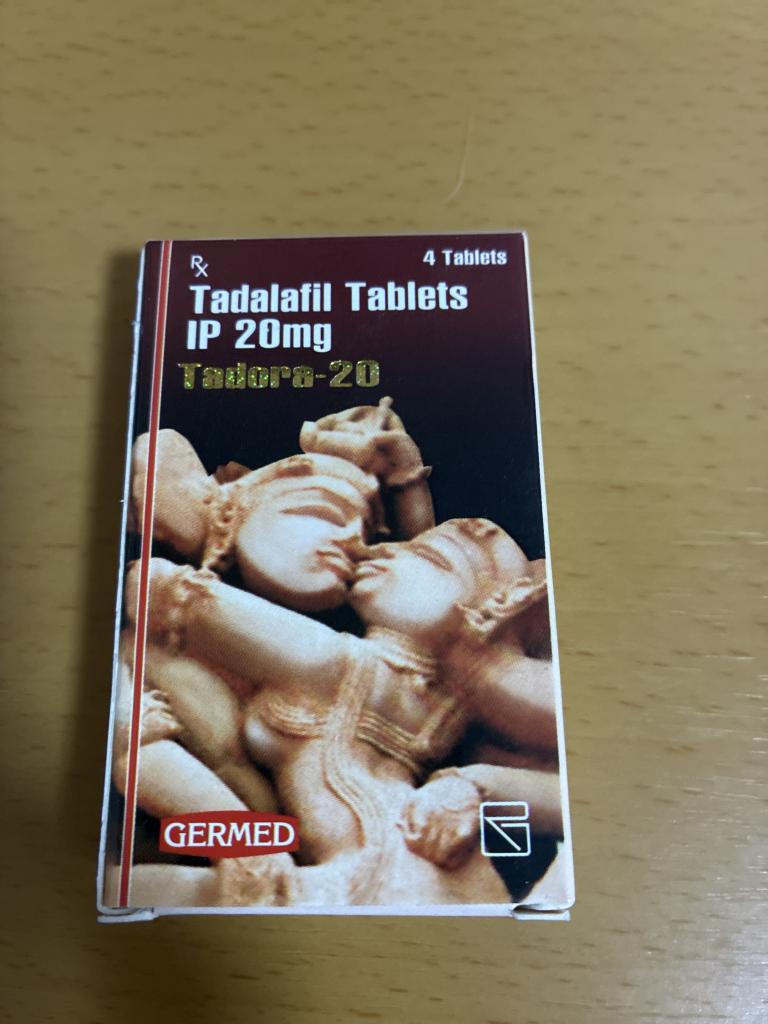 Rx
4 Tablets
Tadalafil Tablets
IP 20mg
Tadora-20
GERMED